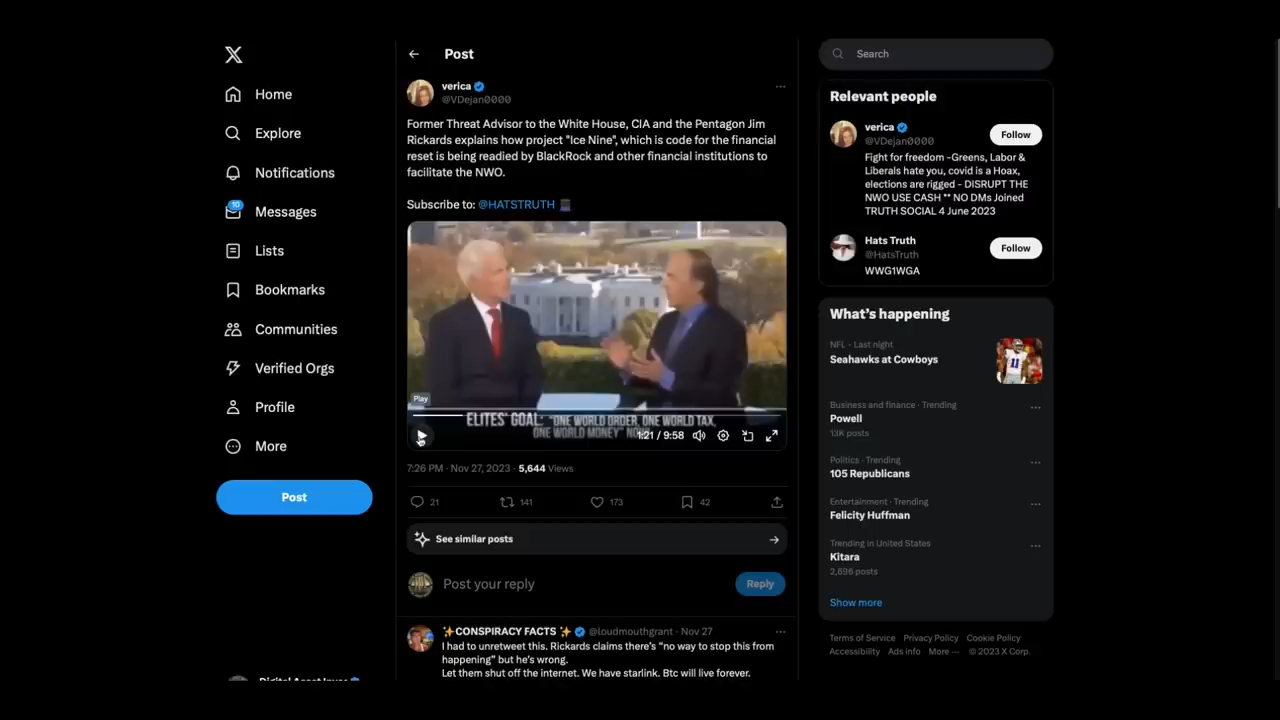 Post
Search
Home
Explore
Notifications
10
Messages
Lists
Bookmarks
Communities
Verified Orgs
Profile
More
Post
verica
@VDejan0000
Former Threat Advisor to the White House, CIA and the Pentagon Jim
Rickards explains how project "Ice Nine", which is code for the financial
reset is being readied by BlackRock and other financial institutions to
facilitate the NWO.
Subscribe to: @HATSTRUTH
Play
ELITES' GOAL: "ONE WORLD ORDER, ONE WORLD TAX,
ONE WORLD MONEY"
1:21 / 9:58
7:26 PM · Nov 27, 2023 · 5,644 Views
21
141
173
42
See similar posts
Post your reply
Reply
✨CONSPIRACY FACTS ✨ @loudmouthgrant · Nov 27
I had to unretweet this. Rickards claims there's "no way to stop this from
happening" but he's wrong.
Let them shut off the internet. We have starlink. Btc will live forever.
Relevant people
verica
@VDejan0000
Follow
Fight for freedom -Greens, Labor &
Liberals hate you, covid is a Hoax,
elections are rigged - DISRUPT THE
NWO USE CASH ** NO DMs Joined
TRUTH SOCIAL 4 June 2023
Hats Truth
@HatsTruth
Follow
WWG1WGA
What's happening
NFL · Last night
Seahawks at Cowboys
Business and finance · Trending
Powell
13K posts
Politics · Trending
105 Republicans
Entertainment · Trending
Felicity Huffman
Trending in United States
Kitara
2,696 posts
Show more
Terms of Service Privacy Policy Cookie Policy
Accessibility Ads info More ··· © 2023 X Corp.